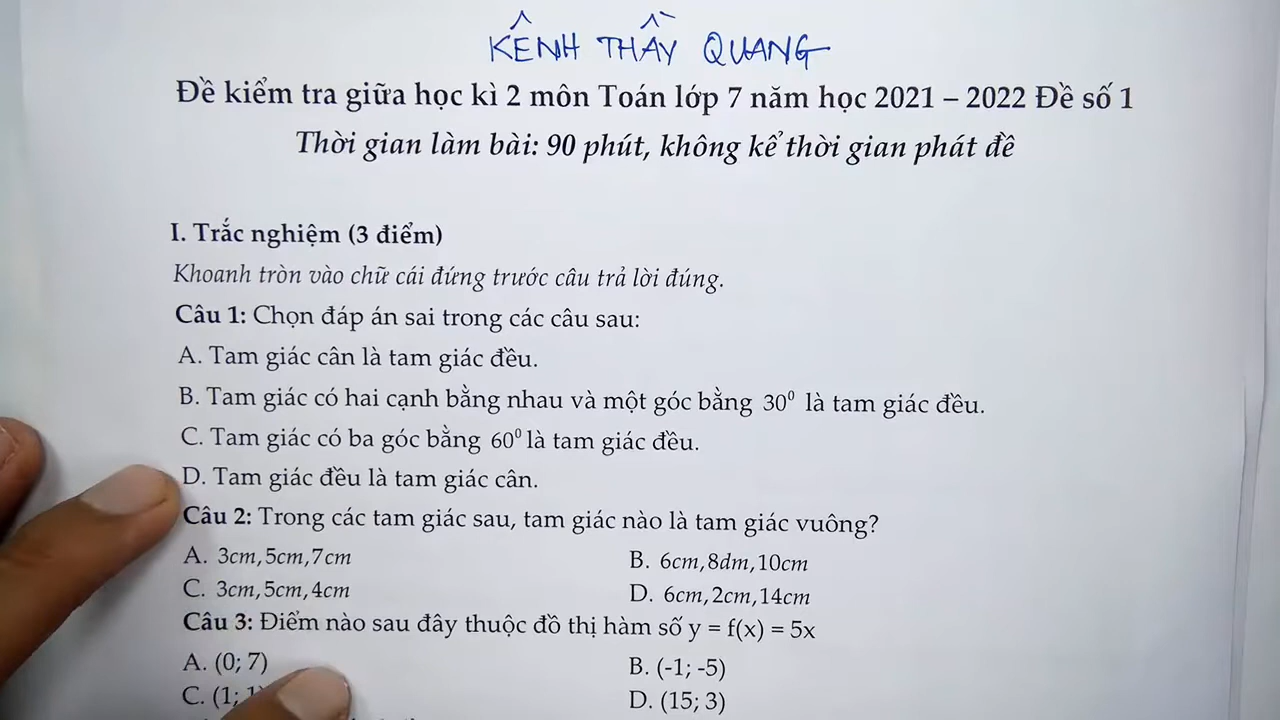 KÊNH THẦY QUANG
Đề kiểm tra giữa học kì 2 môn Toán lớp 7 năm học 2021 – 2022 Đề số 1
Thời gian làm bài: 90 phút, không kể thời gian phát đề
I. Trắc nghiệm (3 điểm)
Khoanh tròn vào chữ cái đứng trước câu trả lời đúng.
Câu 1: Chọn đáp án sai trong các câu sau:
A. Tam giác cân là tam giác đều.
B. Tam giác có hai cạnh bằng nhau và một góc bằng 30⁰ là tam giác đều.
C. Tam giác có ba góc bằng 60⁰ là tam giác đều.
D. Tam giác đều là tam giác cân.
Câu 2: Trong các tam giác sau, tam giác nào là tam giác vuông?
A. 3cm,5cm,7cm B. 6cm,8dm,10cm
C. 3cm,5cm,4cm D. 6cm,2cm,14cm
Câu 3: Điểm nào sau đây thuộc đồ thị hàm số y = f(x) = 5x
A. (0; 7) B. (-1; -5)
C. (1; D. (15; 3)